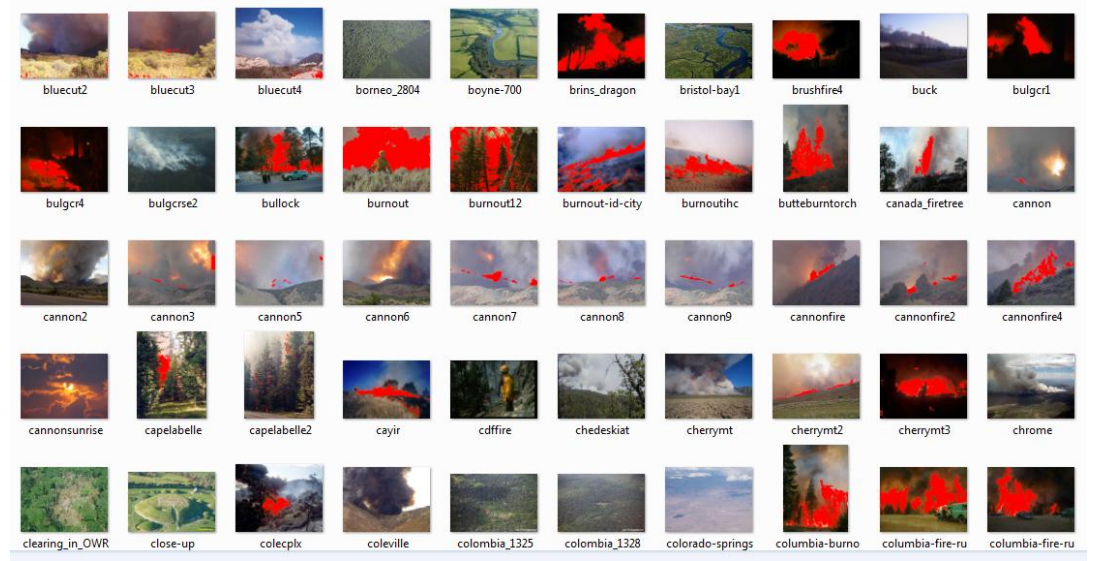 bluecut2 bluecut3 bluecut4 borneo_2804 boyne-700 brins_dragon bristol-bay1 brushfire4 buck bulgcr1
bulgcr4 bulgcrse2 bullock burnout burnout12 burnout-id-city burnoutihc butteburntorch canada_firetree cannon
cannon2 cannon3 cannon5 cannon6 cannon7 cannon8 cannon9 cannonfire cannonfire2 cannonfire4
cannonsunrise capelabelle capelabelle2 cayir cdffire chedeskiat cherrymt cherrymt2 cherrymt3 chrome
clearing_in_OWR close-up colecplx coleville colombia_1325 colombia_1328 colorado-springs columbia-burno columbia-fire-ru columbia-fire-ru